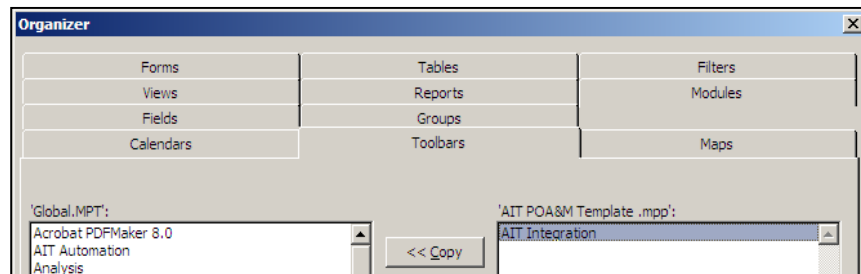 Organizer
Forms Tables Filters
Views Reports Modules
Fields Groups
Calendars Toolbars Maps
'Global.MPT': 'AIT POA&M Template .mpp':
Acrobat PDFMaker 8.0 AIT Integration
AIT Automation << Copy
Analysis